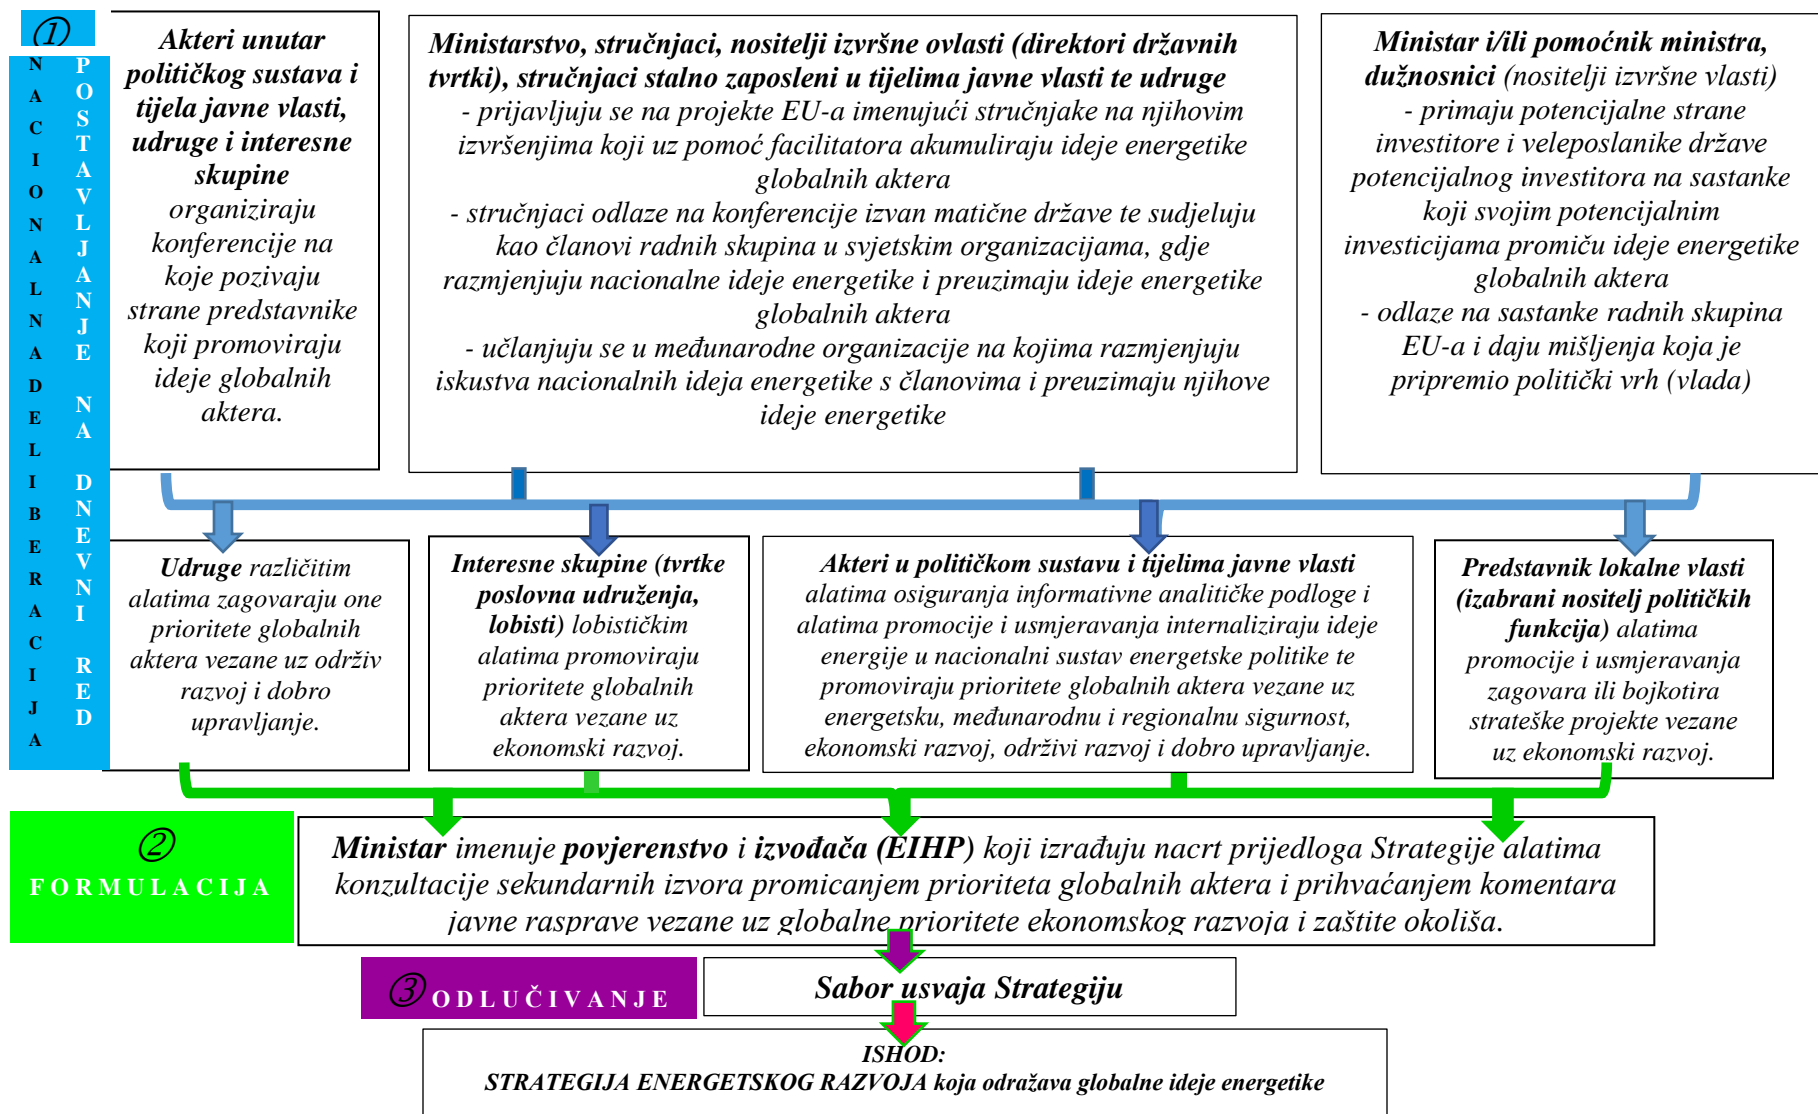 ①
NACIONALNA DELIBERACIJA
POSTAVLJANJE NA DNEVNI RED
Akteri unutar
političkog sustava i
tijela javne vlasti,
udruge i interesne
skupine
organiziraju
konferencije na
koje pozivaju
strane predstavnike
koji promoviraju
ideje globalnih
aktera.
Ministarstvo, stručnjaci, nositelji izvršne ovlasti (direktori državnih
tvrtki), stručnjaci stalno zaposleni u tijelima javne vlasti te udruge
- prijavljuju se na projekte EU-a imenujući stručnjake na njihovim
izvršenjima koji uz pomoć facilitatora akumuliraju ideje energetike
globalnih aktera
- stručnjaci odlaze na konferencije izvan matične države te sudjeluju
kao članovi radnih skupina u svjetskim organizacijama, gdje
razmjenjuju nacionalne ideje energetike i preuzimaju ideje energetike
globalnih aktera
- učlanjuju se u međunarodne organizacije na kojima razmjenjuju
iskustva nacionalnih ideja energetike s članovima i preuzimaju njihove
ideje energetike
Ministar i/ili pomoćnik ministra,
dužnosnici (nositelji izvršne vlasti)
- primaju potencijalne strane
investitore i veleposlanike države
potencijalnog investitora na sastanke
koji svojim potencijalnim
investicijama promiču ideje energetike
globalnih aktera
- odlaze na sastanke radnih skupina
EU-a i daju mišljenja koja je
pripremio politički vrh (vlada)
Udruge različitim
alatima zagovaraju one
prioritete globalnih
aktera vezane uz održiv
razvoj i dobro
upravljanje.
Interesne skupine (tvrtke
poslovna udruženja,
lobisti) lobističkim
alatima promoviraju
prioritete globalnih
aktera vezane uz
ekonomski razvoj.
Akteri u političkom sustavu i tijelima javne vlasti
alatima osiguranja informativne analitičke podloge i
alatima promocije i usmjeravanja internaliziraju ideje
energije u nacionalni sustav energetske politike te
promoviraju prioritete globalnih aktera vezane uz
energetsku, međunarodnu i regionalnu sigurnost,
ekonomski razvoj, održivi razvoj i dobro upravljanje.
Predstavnik lokalne vlasti
(izabrani nositelj političkih
funkcija) alatima
promocije i usmjeravanja
zagovara ili bojkotira
strateške projekte vezane
uz ekonomski razvoj.
②
FORMULACIJA
Ministar imenuje povjerenstvo i izvođača (EIHP) koji izrađuju nacrt prijedloga Strategije alatima
konzultacije sekundarnih izvora promicanjem prioriteta globalnih aktera i prihvaćanjem komentara
javne rasprave vezane uz globalne prioritete ekonomskog razvoja i zaštite okoliša.
③ ODLUČIVANJE
Sabor usvaja Strategiju
ISHOD:
STRATEGIJA ENERGETSKOG RAZVOJA koja odražava globalne ideje energetike